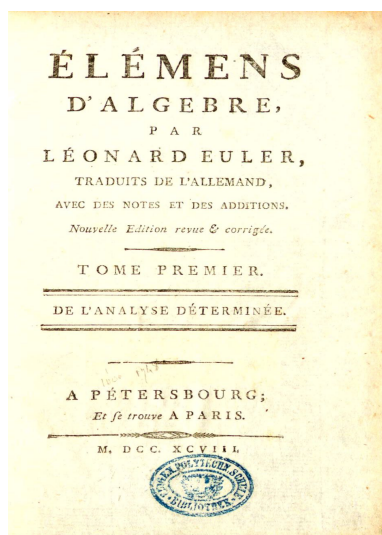 ÉLÉMENS
D'ALGEBRE,
PAR
LÉONARD EULER,
TRADUITS DE L'ALLEMAND,
AVEC DES NOTES ET DES ADDITIONS.
Nouvelle Edition revue & corrigée.
TOME PREMIER.
DE L'ANALYSE DÉTERMINÉE.
A PÉTERSBOURG;
Et ſe trouve A PARIS.
M. DCC. XCVIII.
BIBLIOTHEK